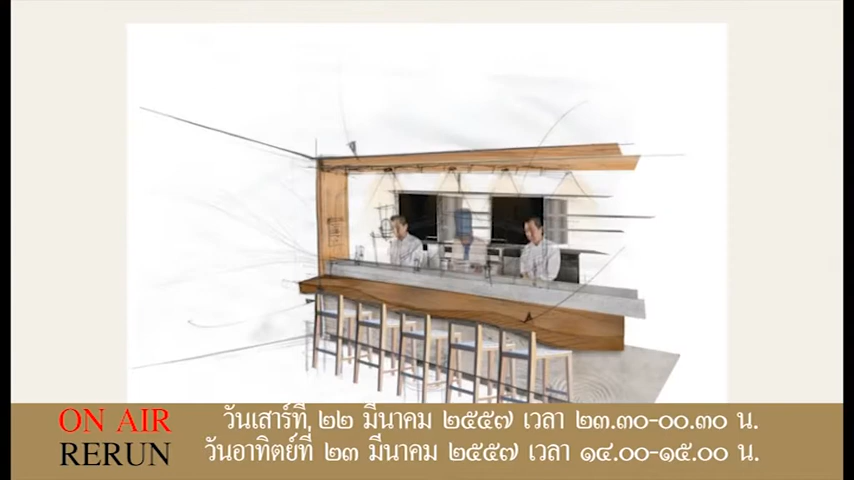 ON AIR วันเสาร์ที่ ๒๒ มีนาคม ๒๕๕๗ เวลา ๒๓.๓๐-๐๐.๓๐ น.
RERUN วันอาทิตย์ที่ ๒๓ มีนาคม ๒๕๕๗ เวลา ๑๔.๐๐-๑๕.๐๐ น.